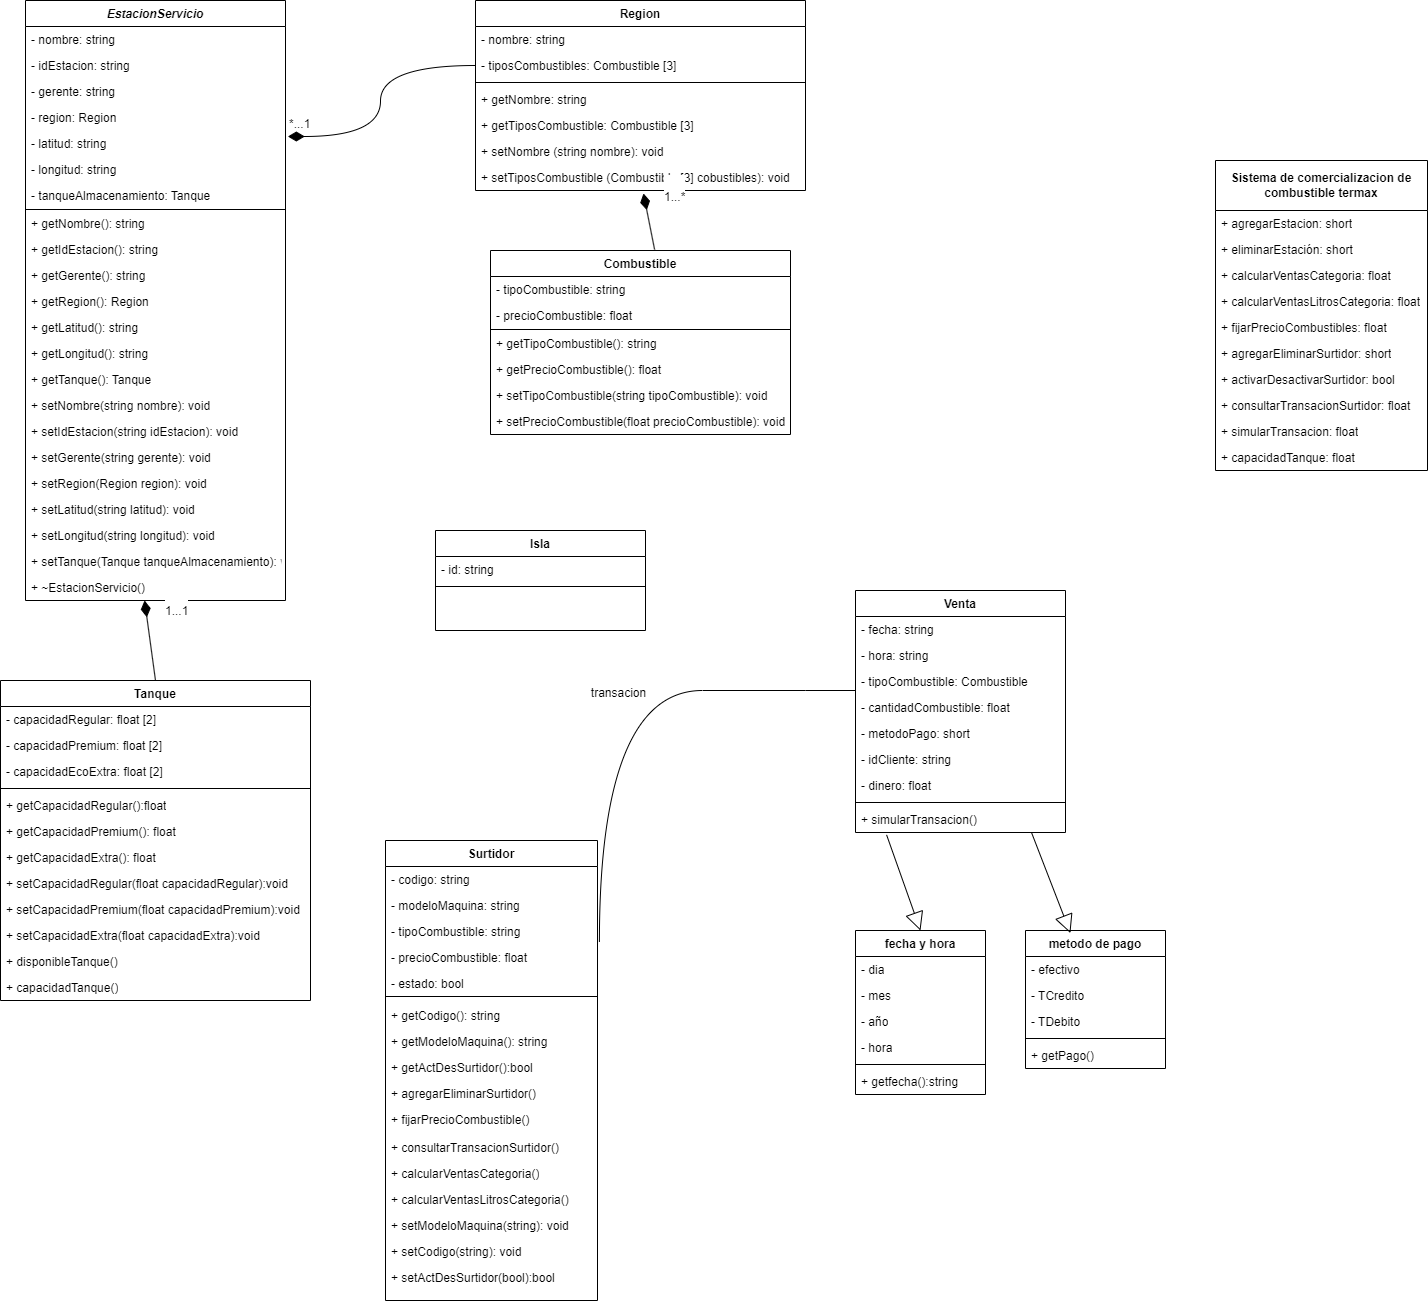 EstacionServicio
- nombre: string
- idEstacion: string
- gerente: string
- region: Region
- latitud: string
- longitud: string
- tanqueAlmacenamiento: Tanque
+ getNombre(): string
+ getIdEstacion(): string
+ getGerente(): string
+ getRegion(): Region
+ getLatitud(): string
+ getLongitud(): string
+ getTanque(): Tanque
+ setNombre(string nombre): void
+ setIdEstacion(string idEstacion): void
+ setGerente(string gerente): void
+ setRegion(Region region): void
+ setLatitud(string latitud): void
+ setLongitud(string longitud): void
+ setTanque(Tanque tanqueAlmacenamiento):
+ ~EstacionServicio()
*...1
1...1
Region
- nombre: string
- tiposCombustibles: Combustible [3]
+ getNombre: string
+ getTiposCombustible: Combustible [3]
+ setNombre (string nombre): void
+ setTiposCombustible (Combustib [3] cobustibles): void
1...*
Combustible
- tipoCombustible: string
- precioCombustible: float
+ getTipoCombustible(): string
+ getPrecioCombustible(): float
+ setTipoCombustible(string tipoCombustible): void
+ setPrecioCombustible(float precioCombustible): void
Sistema de comercializacion de
combustible termax
+ agregarEstacion: short
+ eliminarEstación: short
+ calcularVentasCategoria: float
+ calcularVentasLitrosCategoria: float
+ fijarPrecioCombustibles: float
+ agregarEliminarSurtidor: short
+ activarDesactivarSurtidor: bool
+ consultarTransacionSurtidor: float
+ simularTransacion: float
+ capacidadTanque: float
Isla
- id: string
Tanque
- capacidadRegular: float [2]
- capacidadPremium: float [2]
- capacidadEcoExtra: float [2]
+ getCapacidadRegular():float
+ getCapacidadPremium(): float
+ getCapacidadExtra(): float
+ setCapacidadRegular(float capacidadRegular):void
+ setCapacidadPremium(float capacidadPremium):void
+ setCapacidadExtra(float capacidadExtra):void
+ disponibleTanque()
+ capacidadTanque()
transacion
Venta
- fecha: string
- hora: string
- tipoCombustible: Combustible
- cantidadCombustible: float
- metodoPago: short
- idCliente: string
- dinero: float
+ simularTransacion()
Surtidor
- codigo: string
- modeloMaquina: string
- tipoCombustible: string
- precioCombustible: float
- estado: bool
+ getCodigo(): string
+ getModeloMaquina(): string
+ getActDesSurtidor():bool
+ agregarEliminarSurtidor()
+ fijarPrecioCombustible()
+ consultarTransacionSurtidor()
+ calcularVentasCategoria()
+ calcularVentasLitrosCategoria()
+ setModeloMaquina(string): void
+ setCodigo(string): void
+ setActDesSurtidor(bool):bool
fecha y hora
- dia
- mes
- año
- hora
+ getfecha():string
metodo de pago
- efectivo
- TCredito
- TDebito
+ getPago()